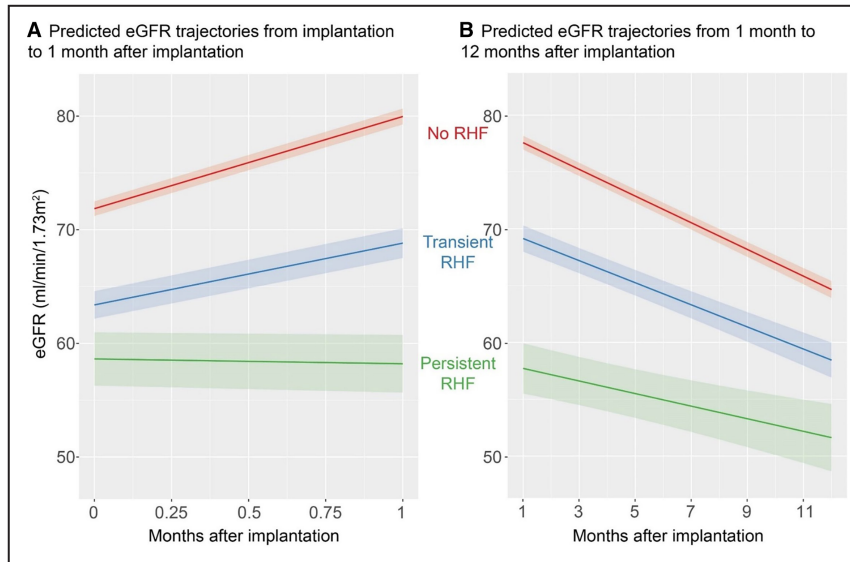 A Predicted eGFR trajectories from implantation
to 1 month after implantation
B Predicted eGFR trajectories from 1 month to
12 months after implantation
eGFR (ml/min/1.73m²)
80
70
60
50
0 0.25 0.5 0.75 1
Months after implantation
No RHF
Transient
RHF
Persistent
RHF
80
70
60
50
1 3 5 7 9 11
Months after implantation